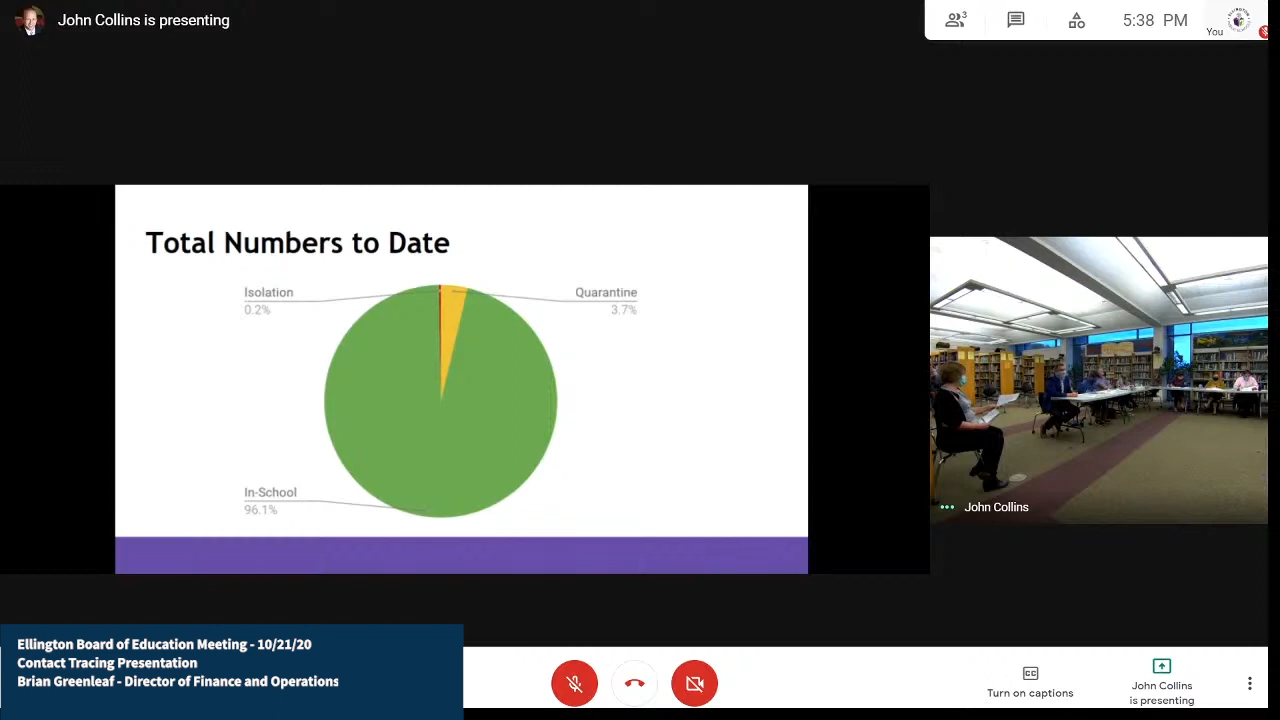 John Collins is presenting
3
5:38 PM
You
Total Numbers to Date
Isolation
0.2%
Quarantine
3.7%
In-School
96.1%
John Collins
Ellington Board of Education Meeting - 10/21/20
Contact Tracing Presentation
Brian Greenleaf - Director of Finance and Operations
CC
Turn on captions
John Collins
is presenting